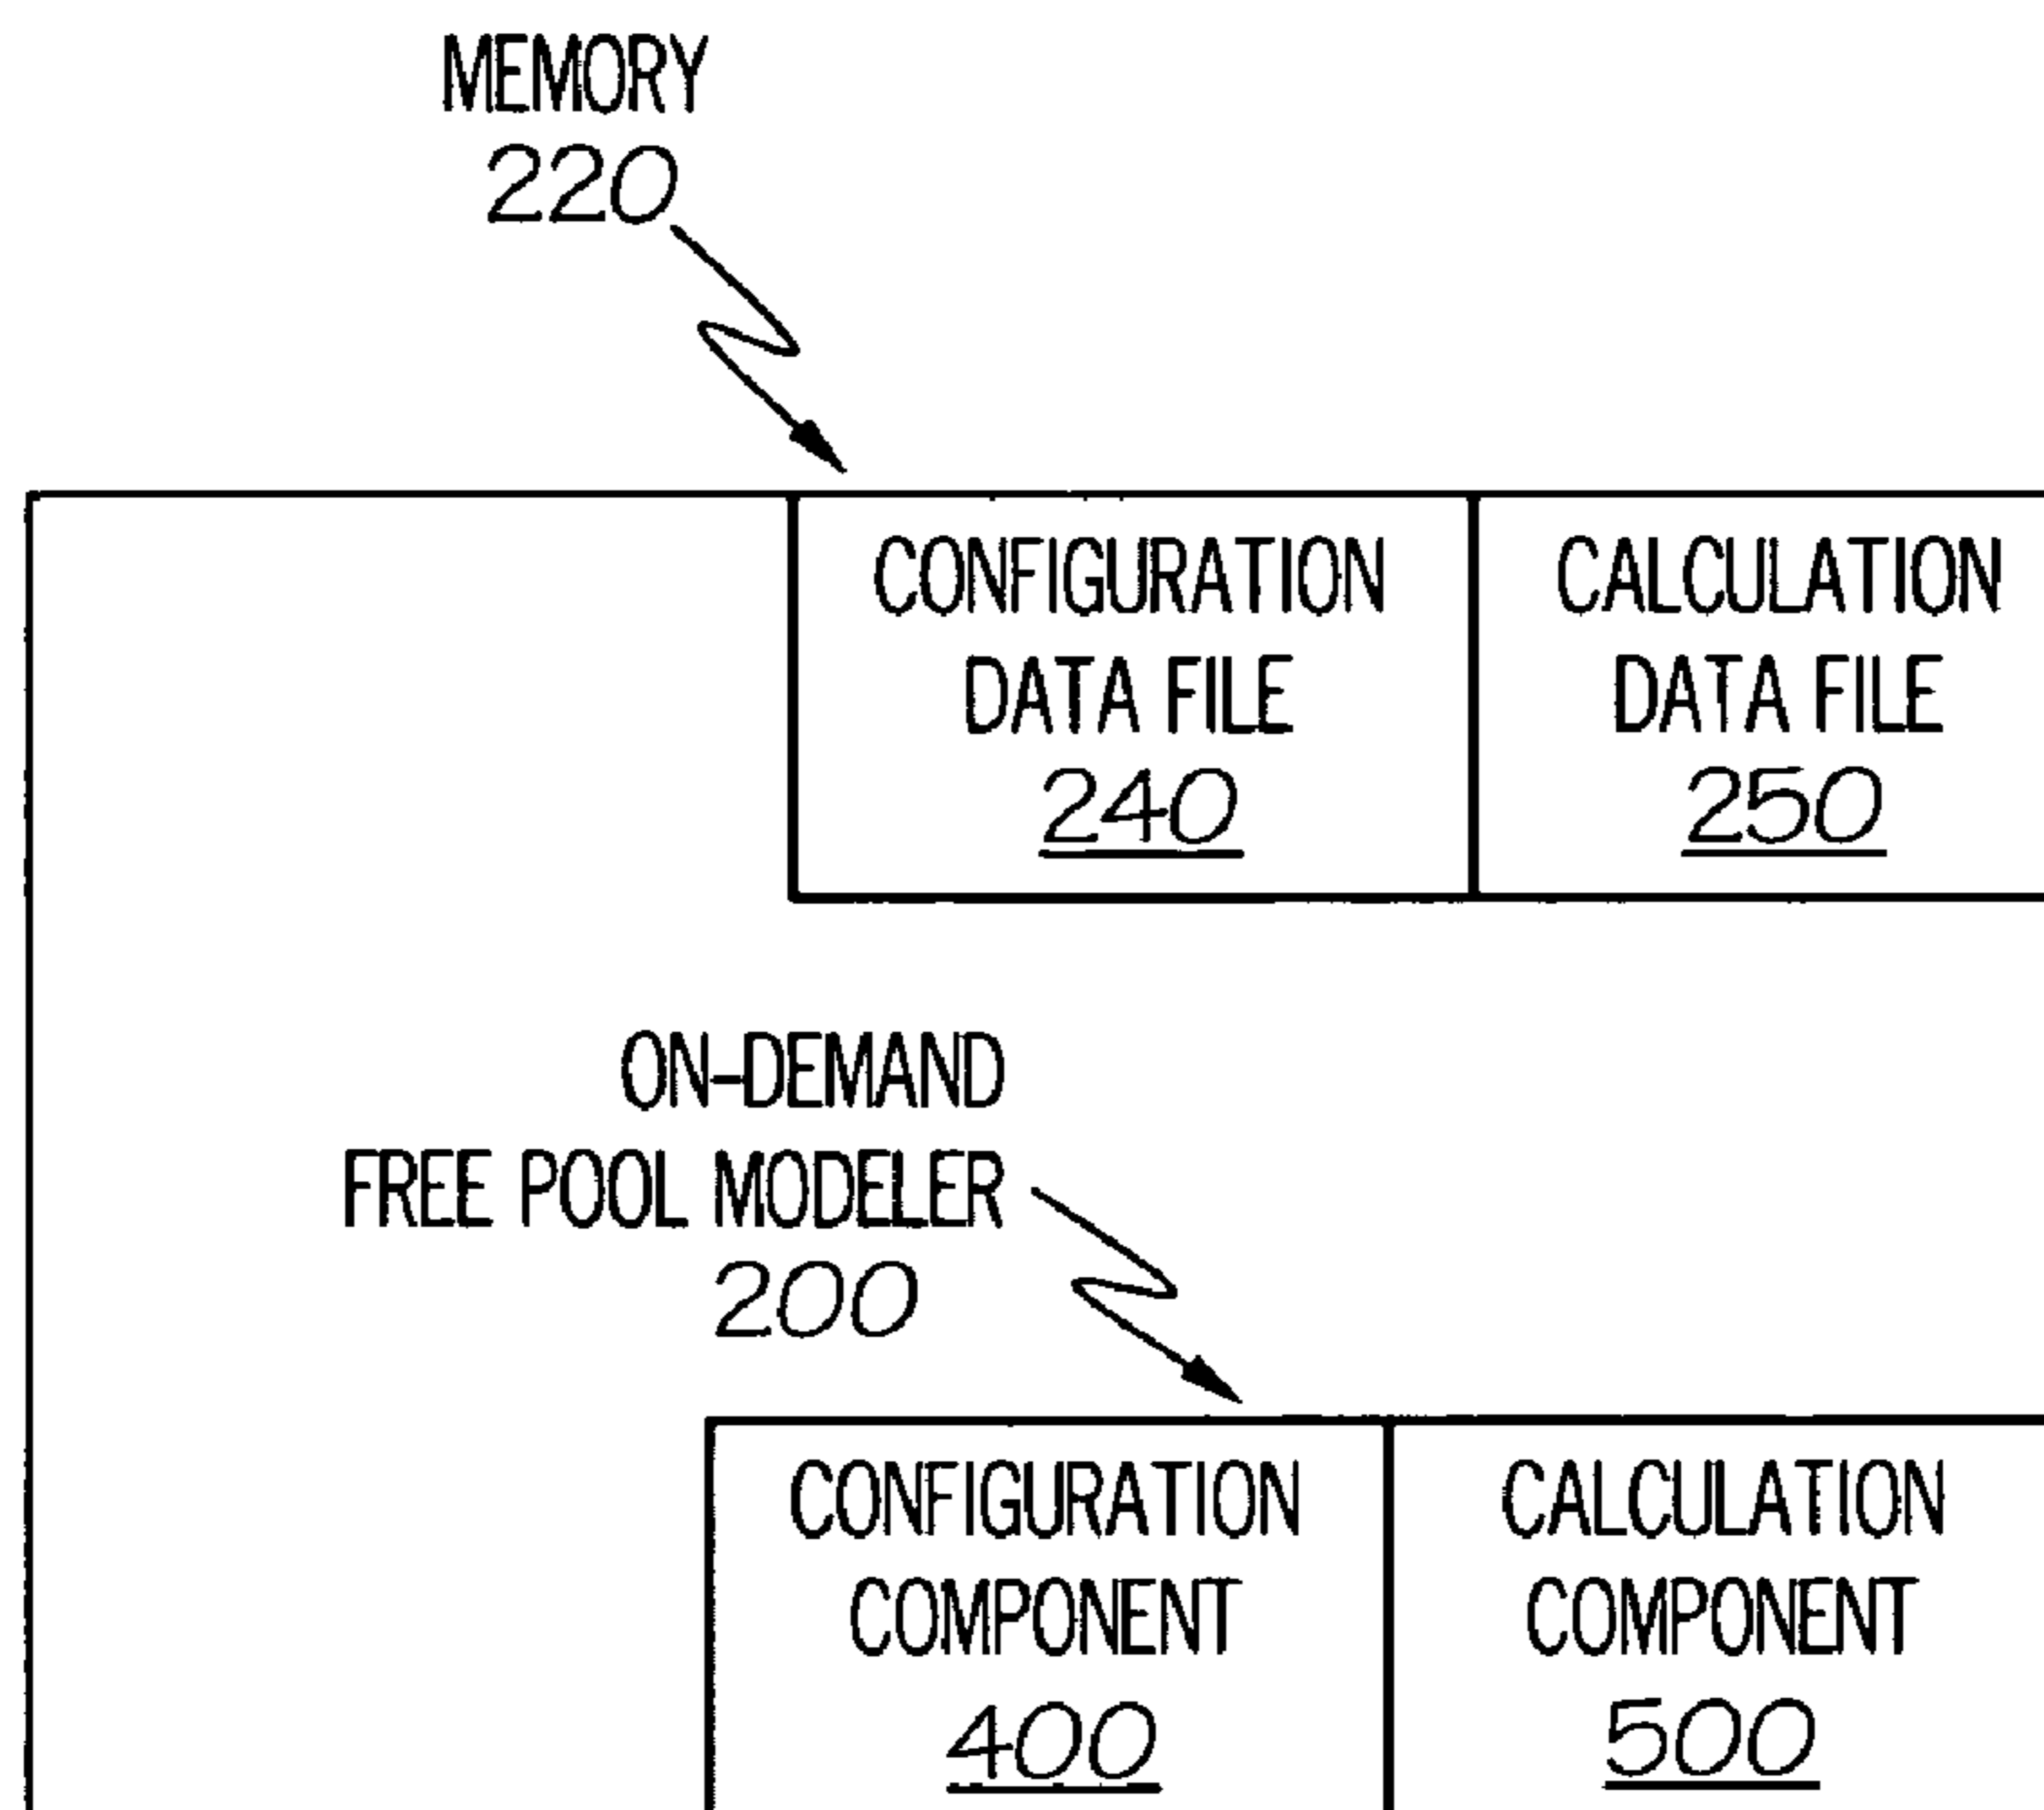 MEMORY
220
CONFIGURATION
DATA FILE
240
CALCULATION
DATA FILE
250
ON-DEMAND
FREE POOL MODELER
200
CONFIGURATION
COMPONENT
400
CALCULATION
COMPONENT
500